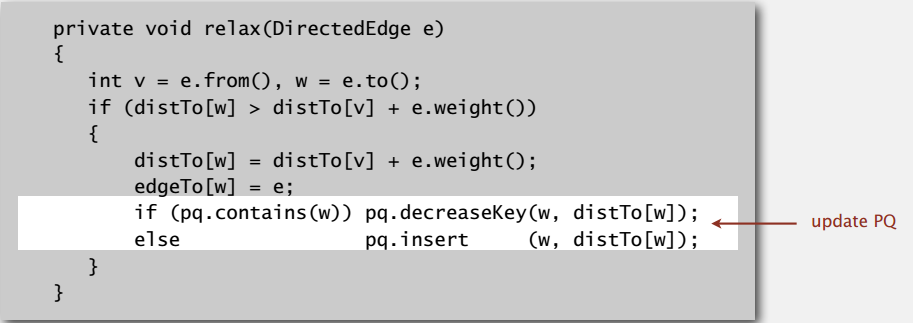 private void relax(DirectedEdge e)
{
   int v = e.from(), w = e.to();
   if (distTo[w] > distTo[v] + e.weight())
   {
       distTo[w] = distTo[v] + e.weight();
       edgeTo[w] = e;
       if (pq.contains(w)) pq.decreaseKey(w, distTo[w]);
       else                pq.insert     (w, distTo[w]);
   }
}
update PQ